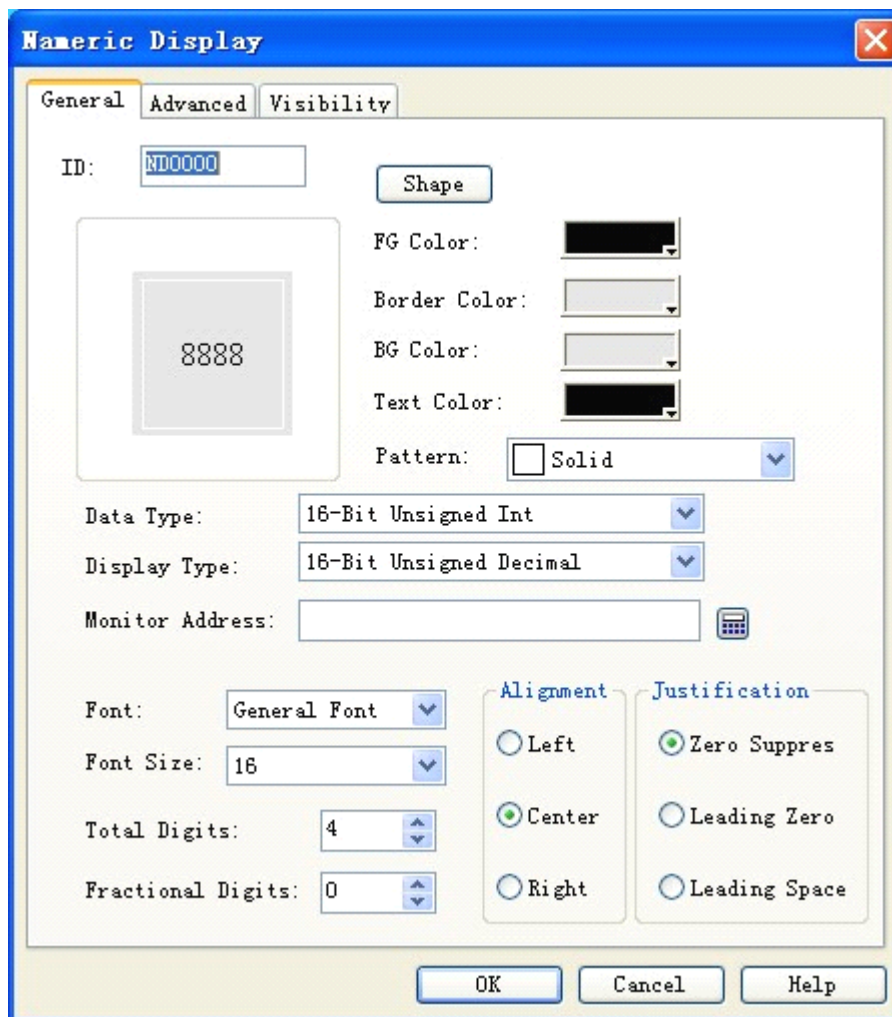 Nameric Display
General Advanced Visibility
ID: ND0000
Shape
FG Color:
Border Color:
8888
BG Color:
Text Color:
Pattern: Solid
Data Type: 16-Bit Unsigned Int
Display Type: 16-Bit Unsigned Decimal
Monitor Address:
Alignment Justification
Font: General Font
Left Zero Suppres
Font Size: 16
Total Digits: 4 Center Leading Zero
Fractional Digits: 0 Right Leading Space
OK Cancel Help